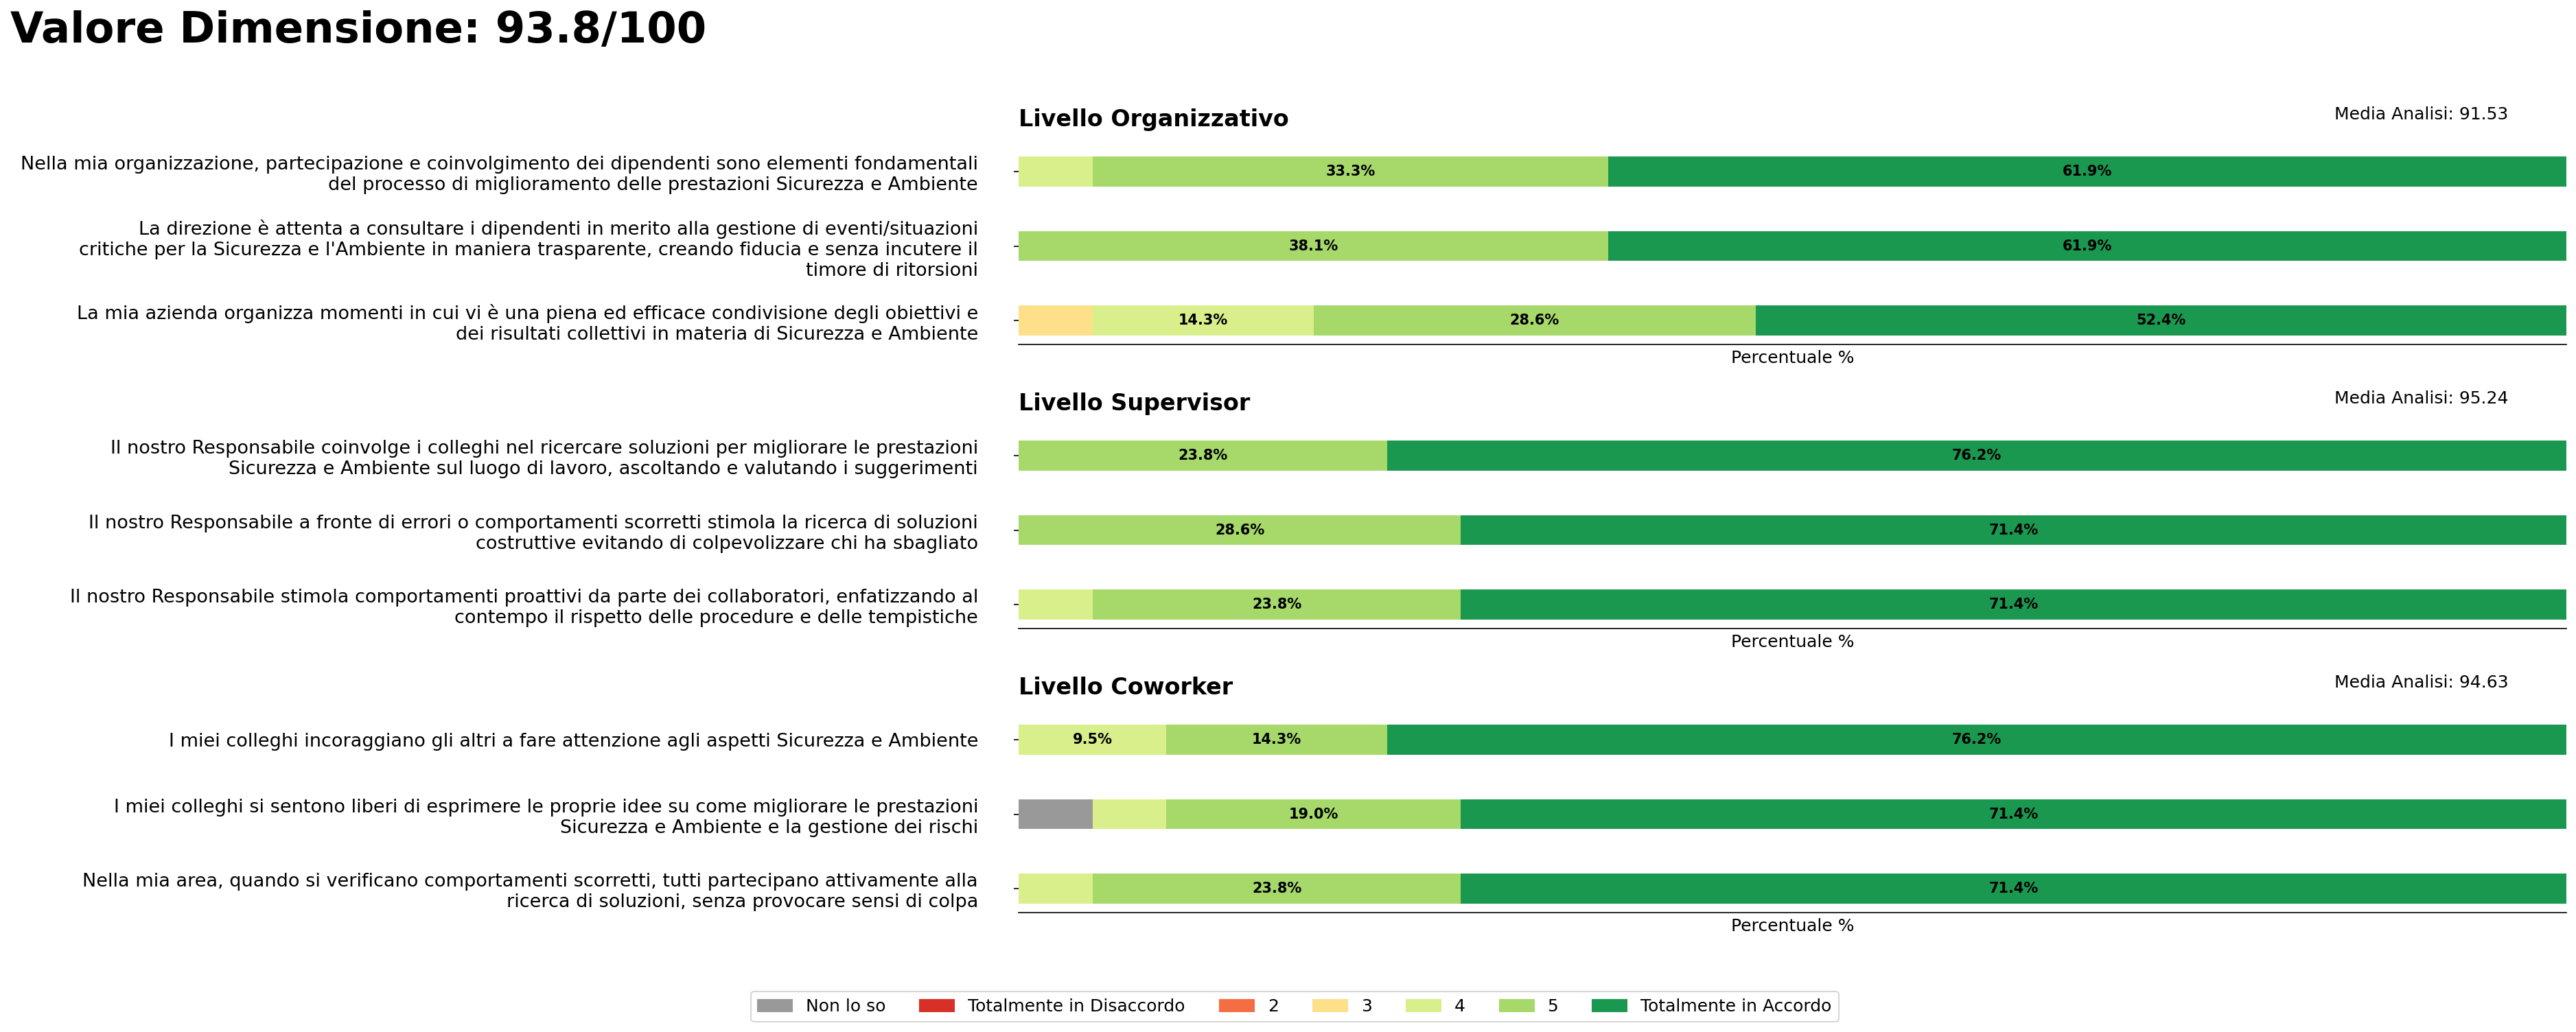 Valore Dimensione: 93.8/100
Livello Organizzativo
Media Analisi: 91.53
Nella mia organizzazione, partecipazione e coinvolgimento dei dipendenti sono elementi fondamentali
del processo di miglioramento delle prestazioni Sicurezza e Ambiente
33.3%
61.9%
La direzione è attenta a consultare i dipendenti in merito alla gestione di eventi/situazioni
critiche per la Sicurezza e l'Ambiente in maniera trasparente, creando fiducia e senza incutere il
timore di ritorsioni
38.1%
61.9%
La mia azienda organizza momenti in cui vi è una piena ed efficace condivisione degli obiettivi e
dei risultati collettivi in materia di Sicurezza e Ambiente
14.3%
28.6%
52.4%
Percentuale %
Livello Supervisor
Media Analisi: 95.24
Il nostro Responsabile coinvolge i colleghi nel ricercare soluzioni per migliorare le prestazioni
Sicurezza e Ambiente sul luogo di lavoro, ascoltando e valutando i suggerimenti
23.8%
76.2%
Il nostro Responsabile a fronte di errori o comportamenti scorretti stimola la ricerca di soluzioni
costruttive evitando di colpevolizzare chi ha sbagliato
28.6%
71.4%
Il nostro Responsabile stimola comportamenti proattivi da parte dei collaboratori, enfatizzando al
contempo il rispetto delle procedure e delle tempistiche
23.8%
71.4%
Percentuale %
Livello Coworker
Media Analisi: 94.63
I miei colleghi incoraggiano gli altri a fare attenzione agli aspetti Sicurezza e Ambiente
9.5%
14.3%
76.2%
I miei colleghi si sentono liberi di esprimere le proprie idee su come migliorare le prestazioni
Sicurezza e Ambiente e la gestione dei rischi
19.0%
71.4%
Nella mia area, quando si verificano comportamenti scorretti, tutti partecipano attivamente alla
ricerca di soluzioni, senza provocare sensi di colpa
23.8%
71.4%
Percentuale %
Non lo so
Totalmente in Disaccordo
2
3
4
5
Totalmente in Accordo